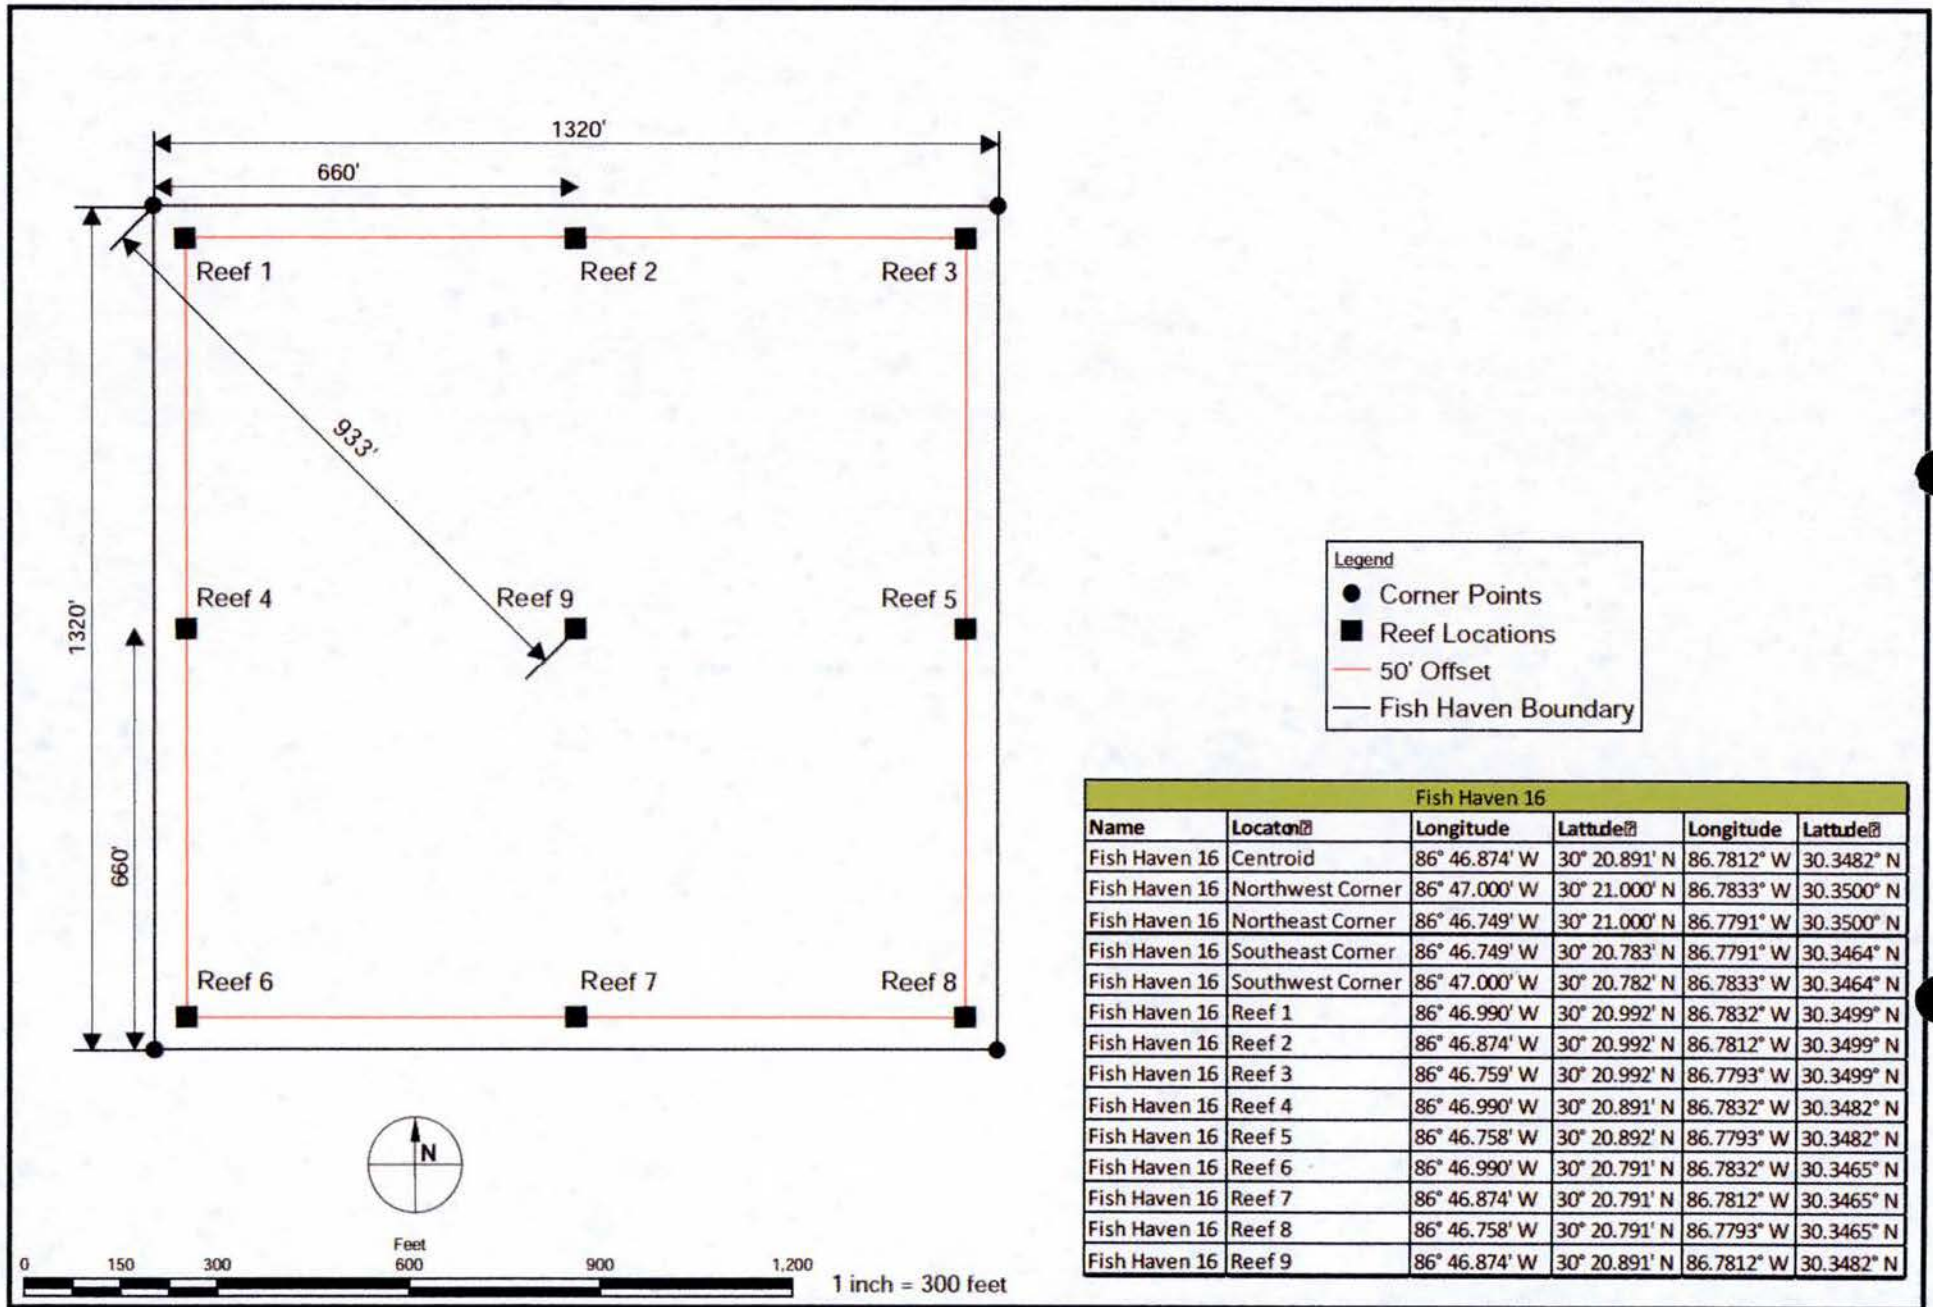 1320'
660'
Reef 1
Reef 2
Reef 3
933'
Reef 4
Reef 9
Reef 5
1320'
660'
Reef 6
Reef 7
Reef 8
N
Feet
0 150 300 600 900 1,200
1 inch = 300 feet
Legend
Corner Points
Reef Locations
50' Offset
Fish Haven Boundary
Fish Haven 16
Name Locaton⍰ Longitude Lattude⍰ Longitude Lattude⍰
Fish Haven 16 Centroid 86° 46.874' W 30° 20.891' N 86.7812° W 30.3482° N
Fish Haven 16 Northwest Corner 86° 47.000' W 30° 21.000' N 86.7833° W 30.3500° N
Fish Haven 16 Northeast Corner 86° 46.749' W 30° 21.000' N 86.7791° W 30.3500° N
Fish Haven 16 Southeast Corner 86° 46.749' W 30° 20.783' N 86.7791° W 30.3464° N
Fish Haven 16 Southwest Corner 86° 47.000' W 30° 20.782' N 86.7833° W 30.3464° N
Fish Haven 16 Reef 1 86° 46.990' W 30° 20.992' N 86.7832° W 30.3499° N
Fish Haven 16 Reef 2 86° 46.874' W 30° 20.992' N 86.7812° W 30.3499° N
Fish Haven 16 Reef 3 86° 46.759' W 30° 20.992' N 86.7793° W 30.3499° N
Fish Haven 16 Reef 4 86° 46.990' W 30° 20.891' N 86.7832° W 30.3482° N
Fish Haven 16 Reef 5 86° 46.758' W 30° 20.892' N 86.7793° W 30.3482° N
Fish Haven 16 Reef 6 86° 46.990' W 30° 20.791' N 86.7832° W 30.3465° N
Fish Haven 16 Reef 7 86° 46.874' W 30° 20.791' N 86.7812° W 30.3465° N
Fish Haven 16 Reef 8 86° 46.758' W 30° 20.791' N 86.7793° W 30.3465° N
Fish Haven 16 Reef 9 86° 46.874' W 30° 20.891' N 86.7812° W 30.3482° N